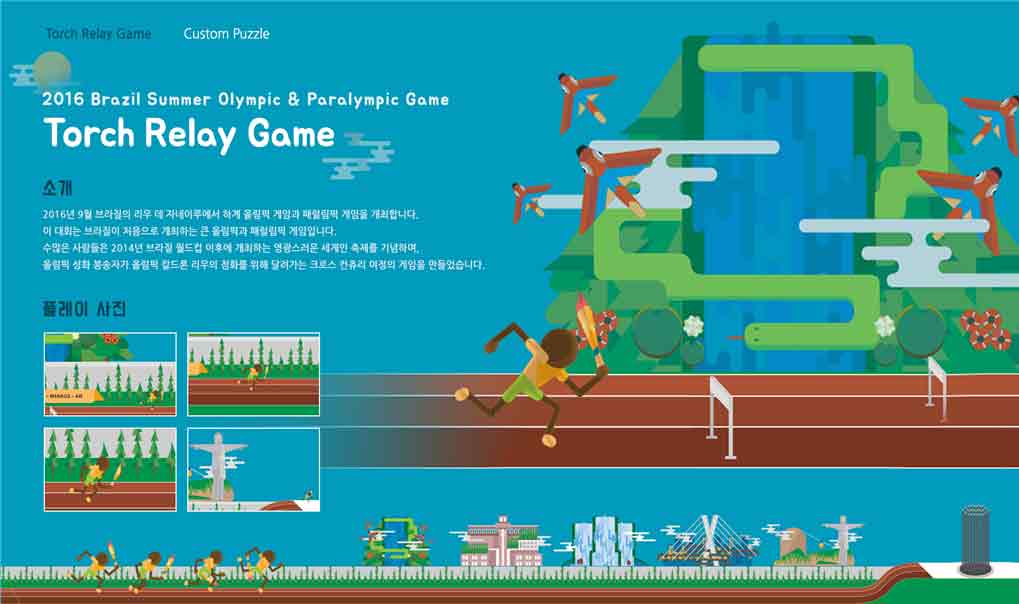 Torch Relay Game
Custom Puzzle
2016 Brazil Summer Olympic & Paralympic Game
Torch Relay Game
소개
2016년 9월 브라질의 리우 데 자네이루에서 하계 올림픽 게임과 패럴림픽 게임을 개최합니다.
이 대회는 브라질이 처음으로 개최하는 큰 올림픽과 패럴림픽 게임입니다.
수많은 사람들은 2014년 브라질 월드컵 이후에 개최하는 영광스러운 세계인 축제를 기념하며,
올림픽 성화 봉송자가 올림픽 칼드론 리우의 점화를 위해 달려가는 크로스 컨츄리 여정의 게임을 만들었습니다.
플레이 사진
MANAUS - AM